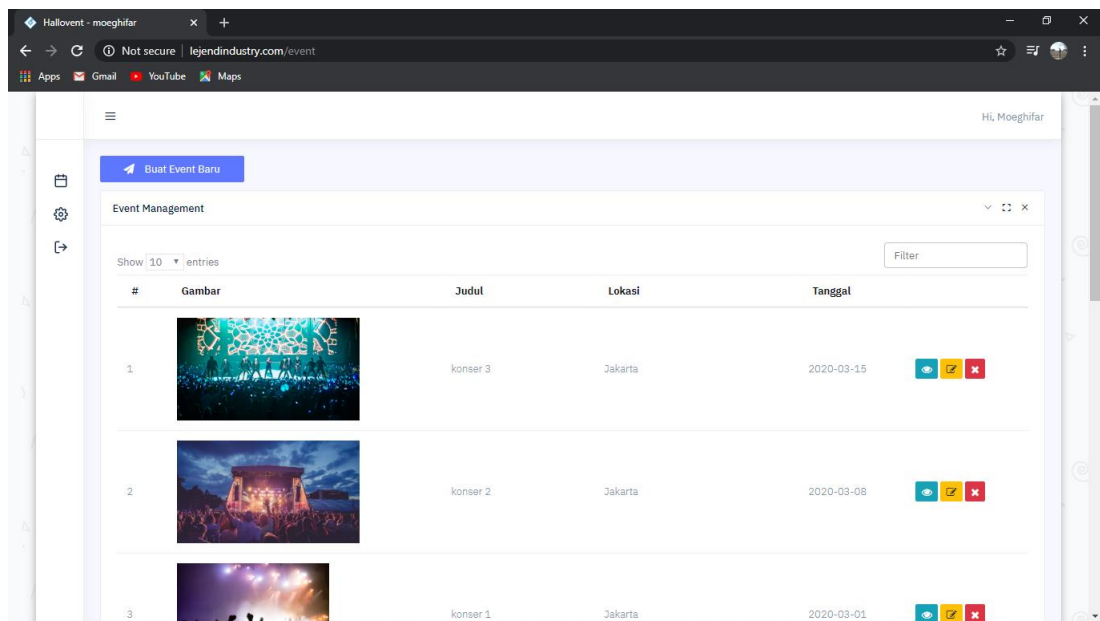 Hallovent - moeghifar
Not secure | lejendindustry.com/event
Apps Gmail YouTube Maps
Hi, Moeghifar
Buat Event Baru
Event Management
Show 10 entries
Filter
# Gambar Judul Lokasi Tanggal
1 konser 3 Jakarta 2020-03-15
2 konser 2 Jakarta 2020-03-08
3 konser 1 Jakarta 2020-03-01